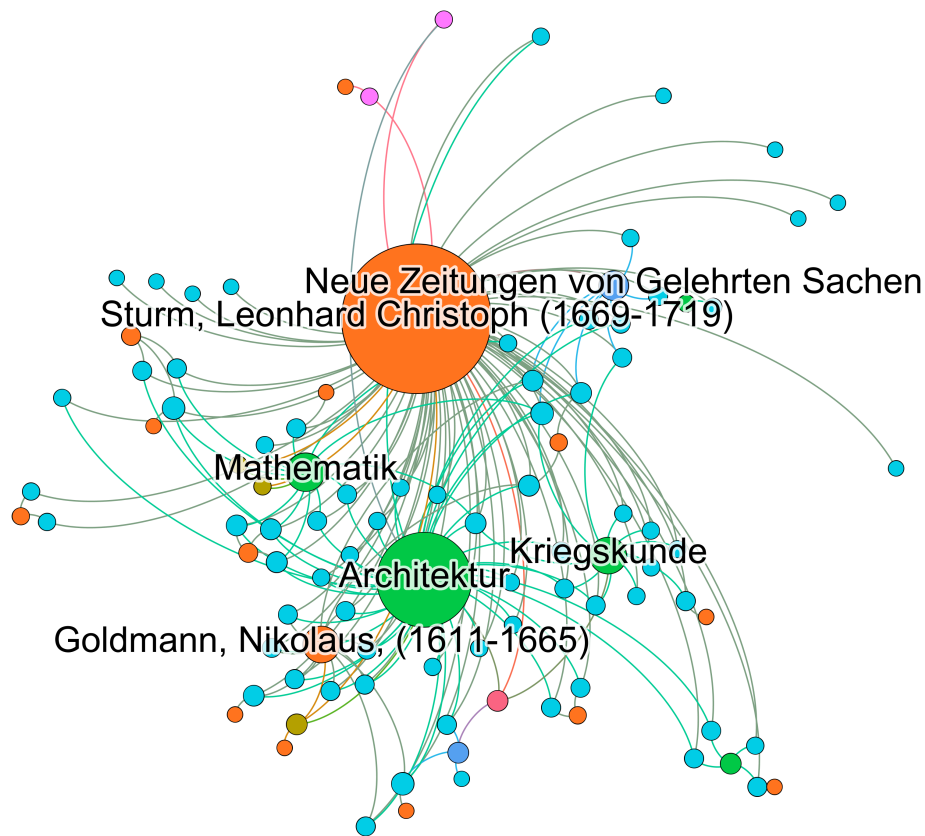 Neue Zeitungen von Gelehrten Sachen
Sturm, Leonhard Christoph (1669-1719)
Mathematik
Kriegskunde
Architektur
Goldmann, Nikolaus, (1611-1665)